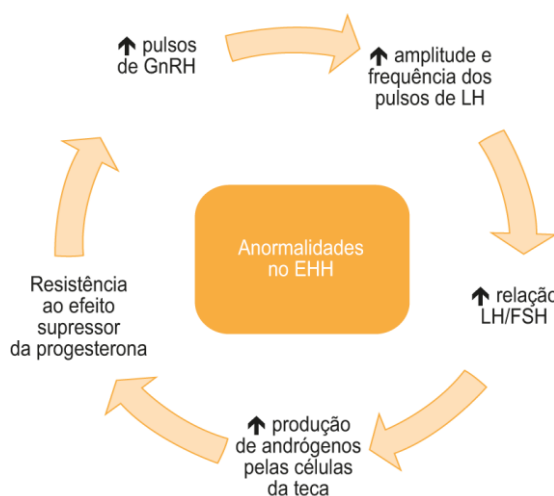 ↑ pulsos
de GnRH
↑ amplitude e
frequência dos
pulsos de LH
↑ relação
LH/FSH
↑ produção
de andrógenos
pelas células
da teca
Resistência
ao efeito
supressor
da progesterona
Anormalidades
no EHH